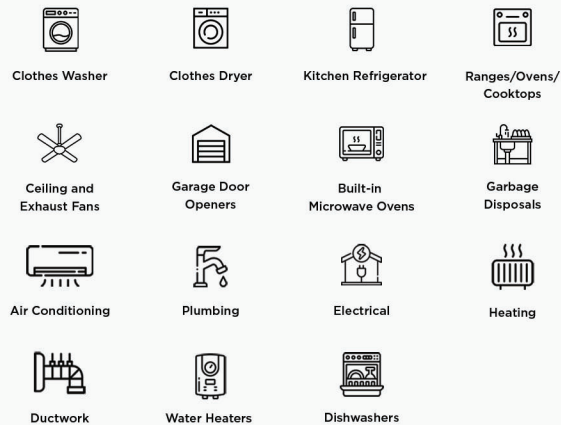 Clothes Washer
Clothes Dryer
Kitchen Refrigerator
Ranges/Ovens/
Cooktops
Ceiling and
Exhaust Fans
Garage Door
Openers
Built-in
Microwave Ovens
Garbage
Disposals
Air Conditioning
Plumbing
Electrical
Heating
Ductwork
Water Heaters
Dishwashers